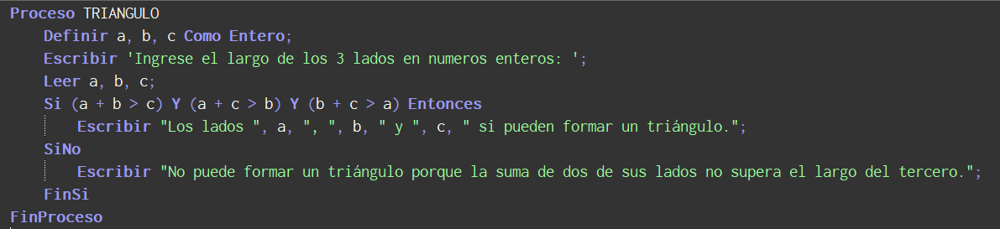 Proceso TRIANGULO
Definir a, b, c Como Entero;
Escribir 'Ingrese el largo de los 3 lados en numeros enteros: ';
Leer a, b, c;
Si (a + b > c) Y (a + c > b) Y (b + c > a) Entonces
Escribir "Los lados ", a, ", ", b, " y ", c, " si pueden formar un triángulo.";
SiNo
Escribir "No puede formar un triángulo porque la suma de dos de sus lados no supera el largo del tercero.";
FinSi
FinProceso